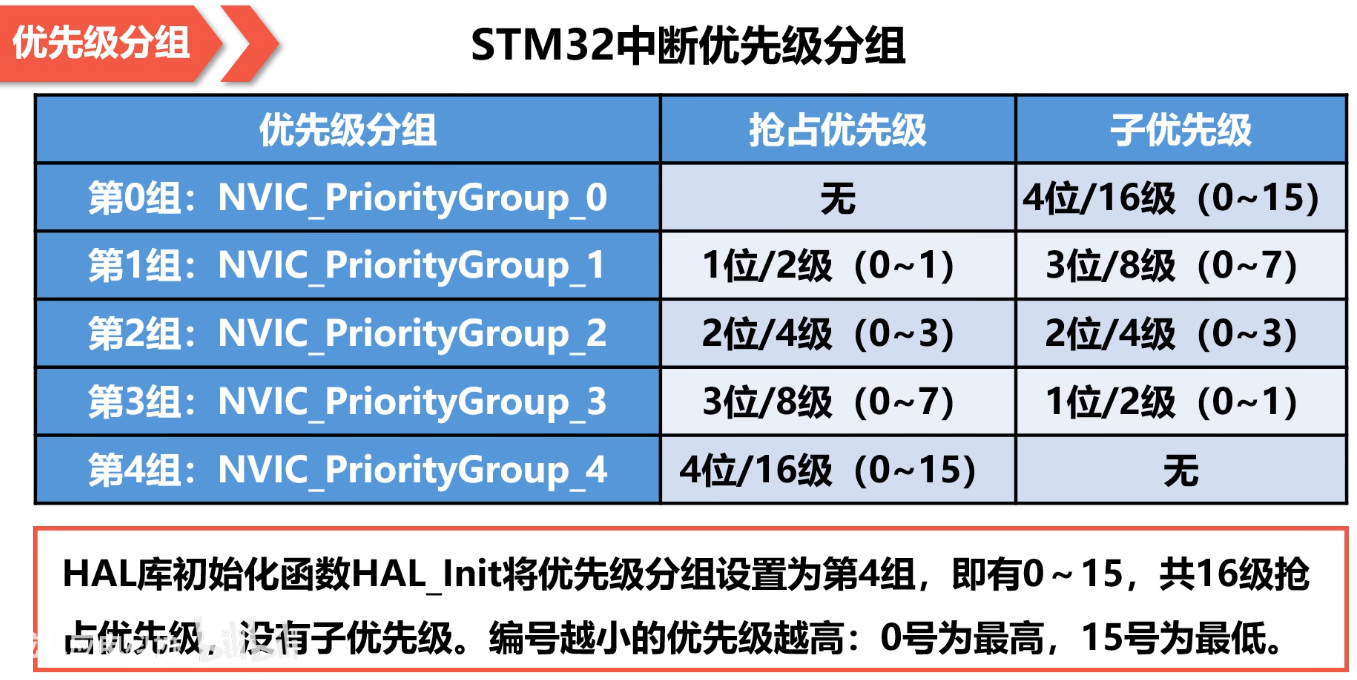 优先级分组
STM32中断优先级分组
优先级分组 抢占优先级 子优先级
第0组：NVIC_PriorityGroup_0 无 4位/16级（0~15）
第1组：NVIC_PriorityGroup_1 1位/2级（0~1） 3位/8级（0~7）
第2组：NVIC_PriorityGroup_2 2位/4级（0~3） 2位/4级（0~3）
第3组：NVIC_PriorityGroup_3 3位/8级（0~7） 1位/2级（0~1）
第4组：NVIC_PriorityGroup_4 4位/16级（0~15） 无
HAL库初始化函数HAL_Init将优先级分组设置为第4组，即有0～15，共16级抢
占优先级，没有子优先级。编号越小的优先级越高：0号为最高，15号为最低。
bilibili